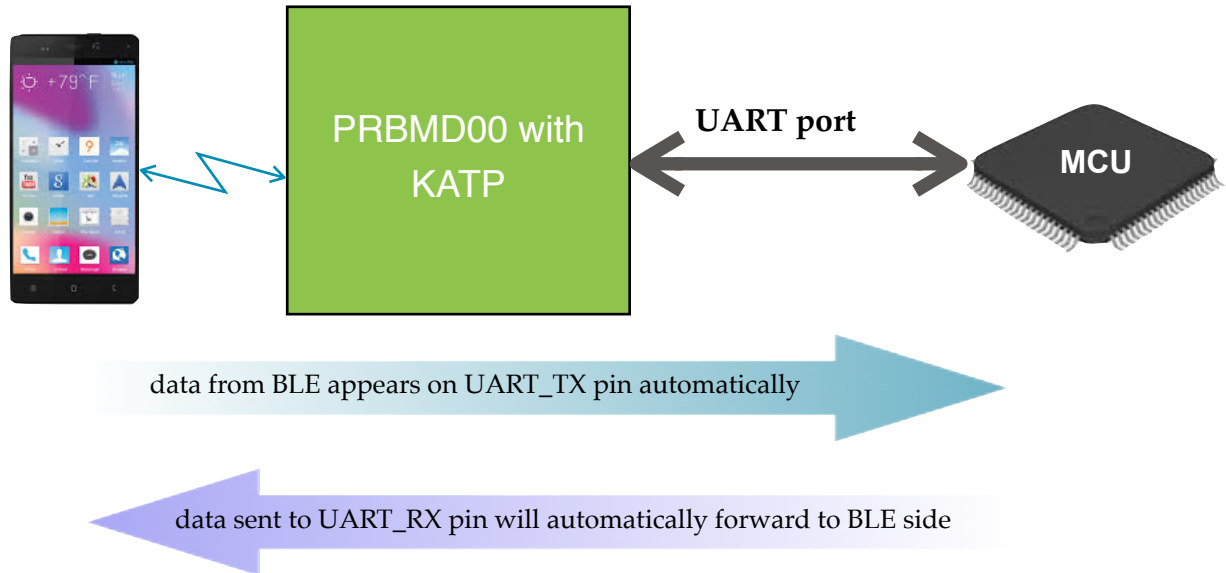 +79°F
PRBMD00 with
KATP
UART port
MCU
data from BLE appears on UART_TX pin automatically
data sent to UART_RX pin will automatically forward to BLE side